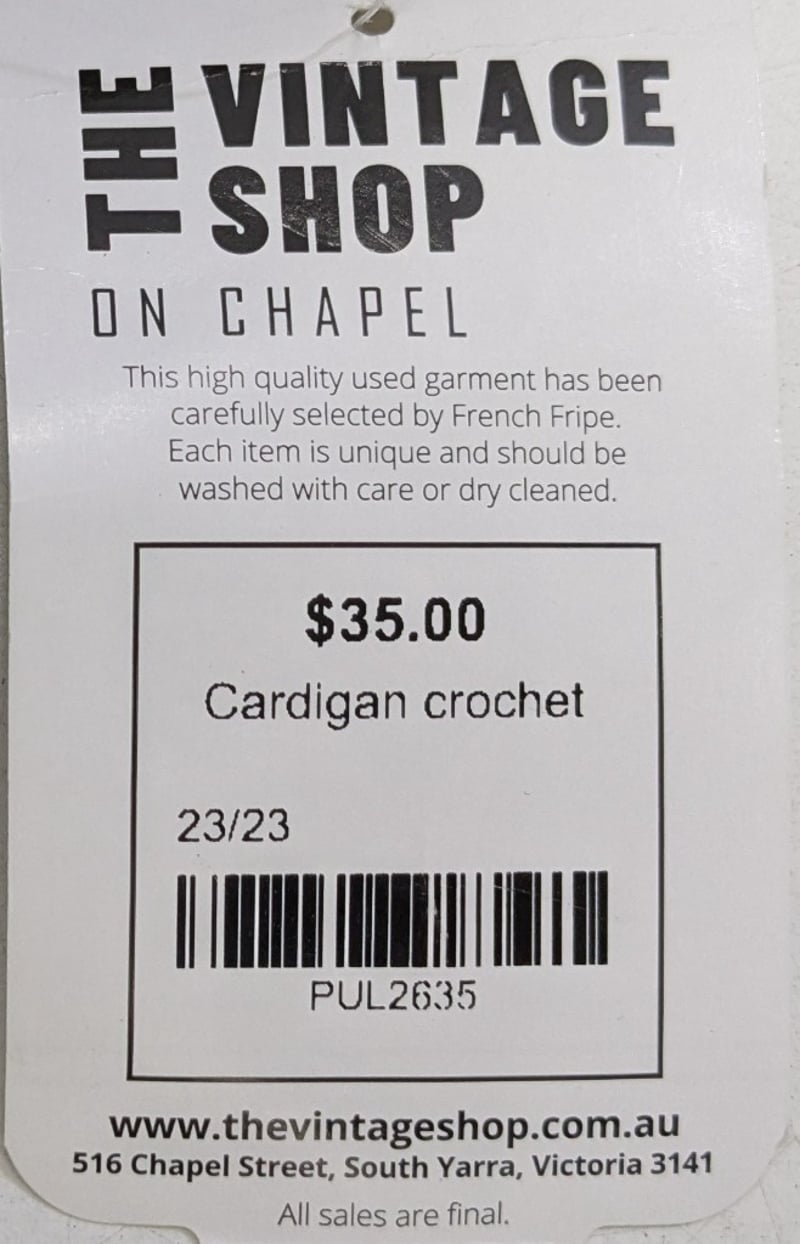 THE VINTAGE
SHOP
ON CHAPEL
This high quality used garment has been
carefully selected by French Fripe.
Each item is unique and should be
washed with care or dry cleaned.
$35.00
Cardigan crochet
23/23
PUL2635
www.thevintageshop.com.au
516 Chapel Street, South Yarra, Victoria 3141
All sales are final.